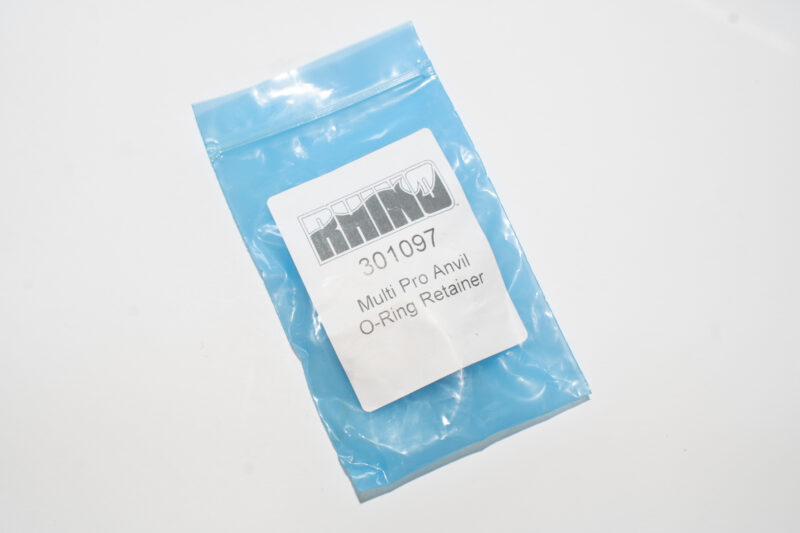 RHINO
301097
Multi Pro Anvil
O-Ring Retainer